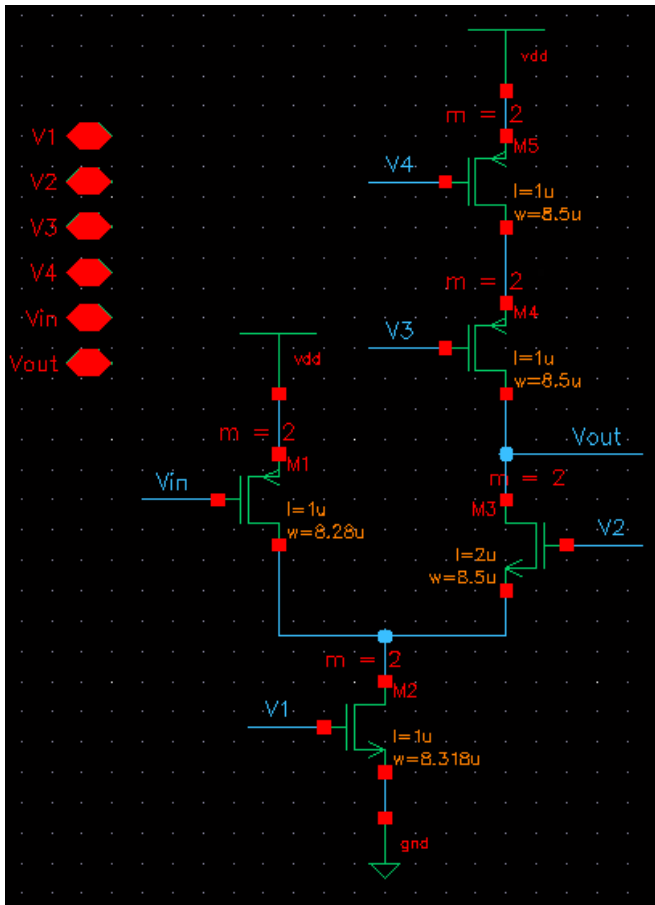 vdd
m = 2
M5
V4
l=1u
w=8.5u
V1
V2
V3
V4
Vin
Vout
m = 2
M4
V3
l=1u
w=8.5u
vdd
m = 2
M1
Vin
l=1u
w=8.28u
Vout
m = 2
M3
V2
l=2u
w=8.5u
m = 2
M2
V1
l=1u
w=8.318u
gnd